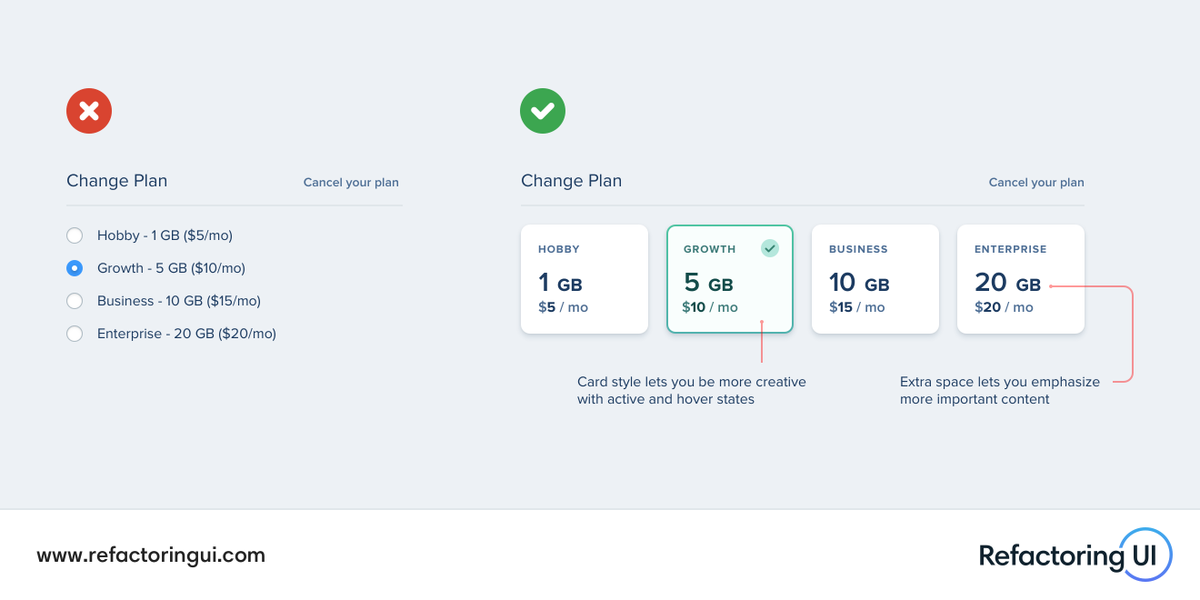 Change Plan
Cancel your plan
Hobby - 1 GB ($5/mo)
Growth - 5 GB ($10/mo)
Business - 10 GB ($15/mo)
Enterprise - 20 GB ($20/mo)
Change Plan
Cancel your plan
HOBBY
1 GB
$5 / mo
GROWTH
5 GB
$10 / mo
BUSINESS
10 GB
$15 / mo
ENTERPRISE
20 GB
$20 / mo
Card style lets you be more creative
with active and hover states
Extra space lets you emphasize
more important content
www.refactoringui.com
Refactoring UI